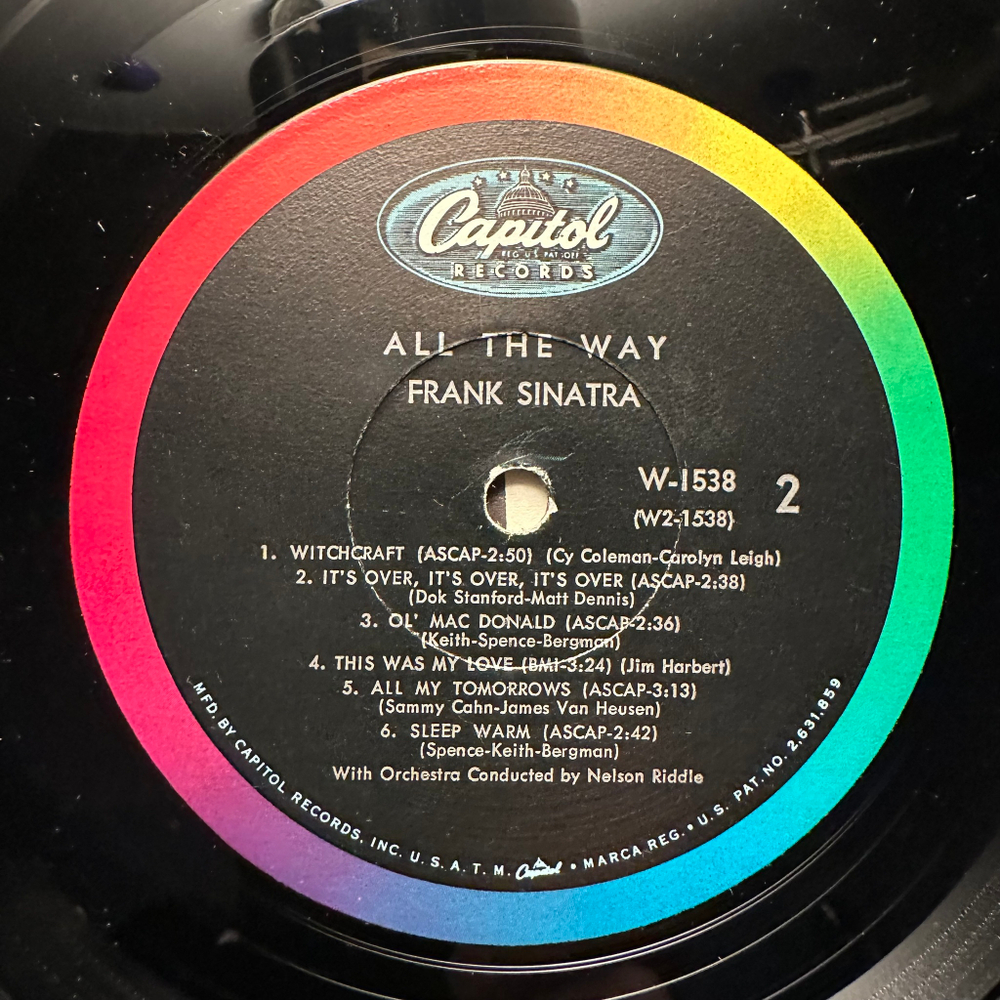 Capitol
REG. U.S. PAT. OFF.
RECORDS
ALL THE WAY
FRANK SINATRA
W-1538
2
(W2-1538)
1. WITCHCRAFT (ASCAP-2:50) (Cy Coleman-Carolyn Leigh)
2. IT'S OVER, IT'S OVER, IT'S OVER (ASCAP-2:38)
(Dok Stanford-Matt Dennis)
3. OL' MAC DONALD (ASCAP-2:36)
(Keith-Spence-Bergman)
4. THIS WAS MY LOVE (BMI-3:24) (Jim Harbert)
5. ALL MY TOMORROWS (ASCAP-3:13)
(Sammy Cahn-James Van Heusen)
6. SLEEP WARM (ASCAP-2:42)
(Spence-Keith-Bergman)
With Orchestra Conducted by Nelson Riddle
MFD. BY CAPITOL RECORDS, INC. U.S.A. T.M. Capitol • MARCA REG. • U.S. PAT. NO. 2,631,859